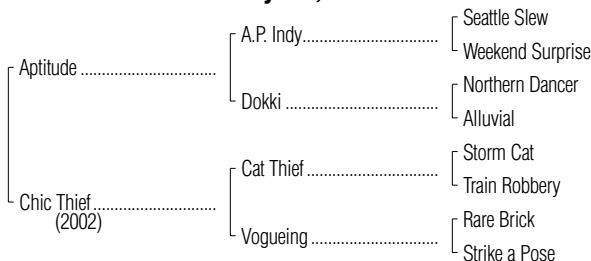 Seattle Slew
A.P. Indy
Weekend Surprise
Aptitude
Northern Dancer
Dokki
Alluvial
Storm Cat
Cat Thief
Train Robbery
Chic Thief
(2002)
Rare Brick
Vogueing
Strike a Pose